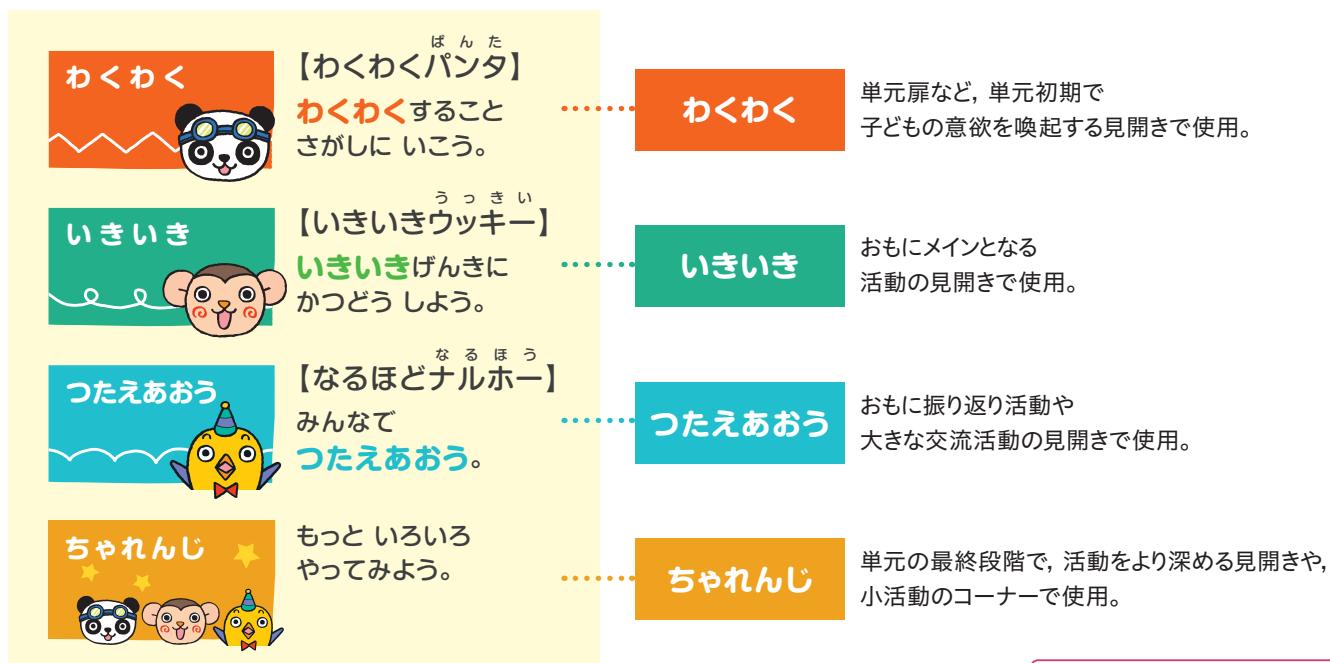 わくわく
ぱんた
【わくわくパンタ】
わくわくすること
さがしに いこう。
わくわく
単元扉など, 単元初期で
子どもの意欲を喚起する見開きで使用。
いきいき
うっきい
【いきいきウッキー】
いきいきげんきに
かつどう しよう。
いきいき
おもにメインとなる
活動の見開きで使用。
つたえあおう
なるほう
【なるほどナルホー】
みんなで
つたえあおう。
つたえあおう
おもに振り返り活動や
大きな交流活動の見開きで使用。
ちゃれんじ
もっと いろいろ
やってみよう。
ちゃれんじ
単元の最終段階で, 活動をより深める見開きや,
小活動のコーナーで使用。